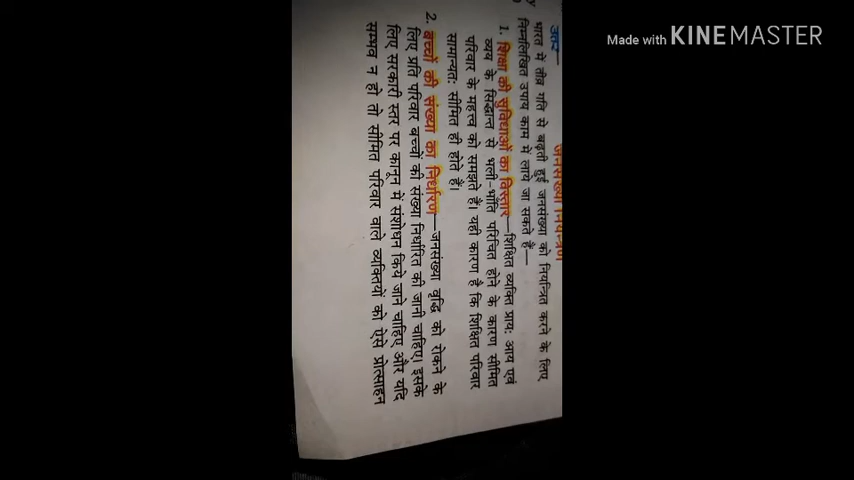 Made with KINEMASTER
जनसंख्या नियन्त्रण
उत्तर—
भारत में तीव्र गति से बढ़ती हुई जनसंख्या को नियन्त्रित करने के लिए
निम्नलिखित उपाय काम में लाये जा सकते हैं—
1. शिक्षा की सुविधाओं का विस्तार—शिक्षित व्यक्ति प्राय: आय एवं
व्यय के सिद्धान्त से भली-भाँति परिचित होने के कारण सीमित
परिवार के महत्त्व को समझते हैं। यही कारण है कि शिक्षित परिवार
सामान्यत: सीमित ही होते हैं।
2. बच्चों की संख्या का निर्धारण—जनसंख्या वृद्धि को रोकने के
लिए प्रति परिवार बच्चों की संख्या निर्धारित की जानी चाहिए। इसके
लिए सरकारी स्तर पर कानून में संशोधन किये जाने चाहिए और यदि
सम्भव न हो तो सीमित परिवार वाले व्यक्तियों को ऐसे प्रोत्साहन